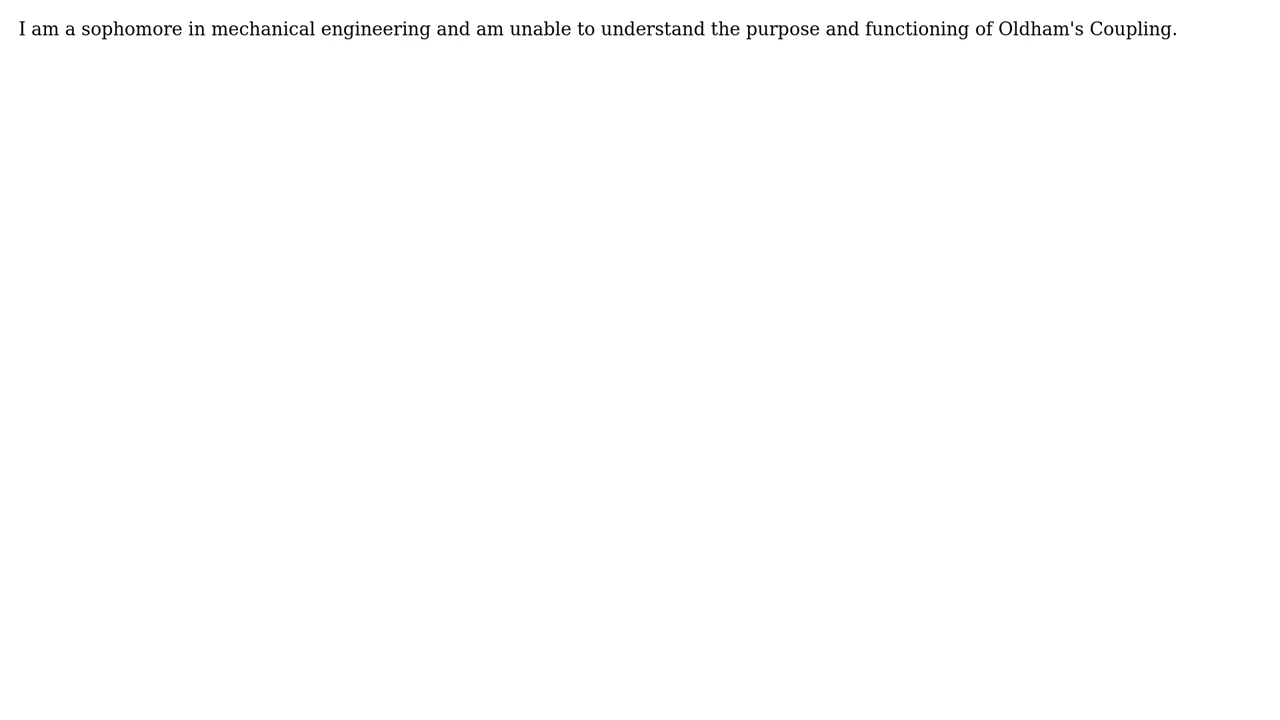 I am a sophomore in mechanical engineering and am unable to understand the purpose and functioning of Oldham's Coupling.